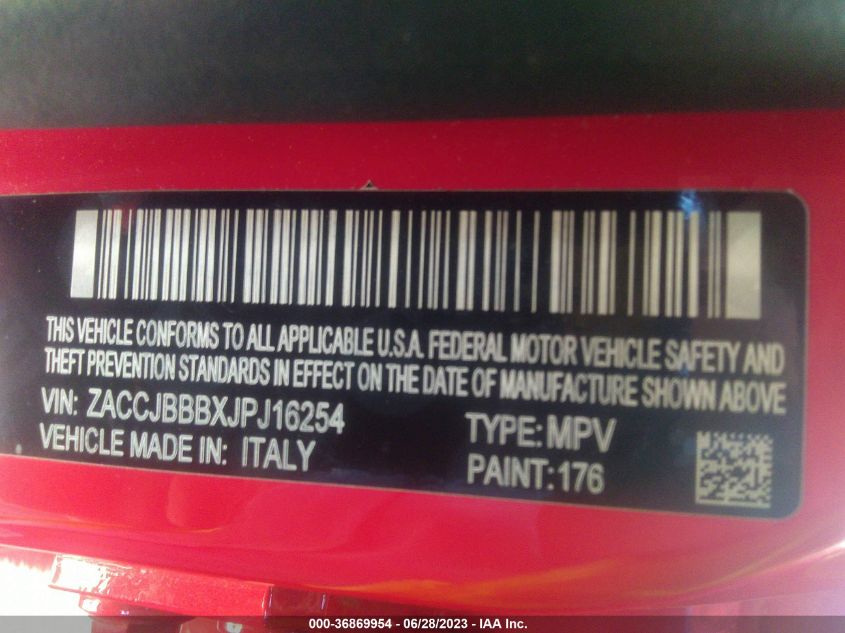 THIS VEHICLE CONFORMS TO ALL APPLICABLE U.S.A. FEDERAL MOTOR VEHICLE SAFETY AND
THEFT PREVENTION STANDARDS IN EFFECT ON THE DATE OF MANUFACTURE SHOWN ABOVE
VIN: ZACCJBBBXJPJ16254
TYPE: MPV
VEHICLE MADE IN: ITALY
PAINT: 176
000-36869954 - 06/28/2023 - IAA Inc.